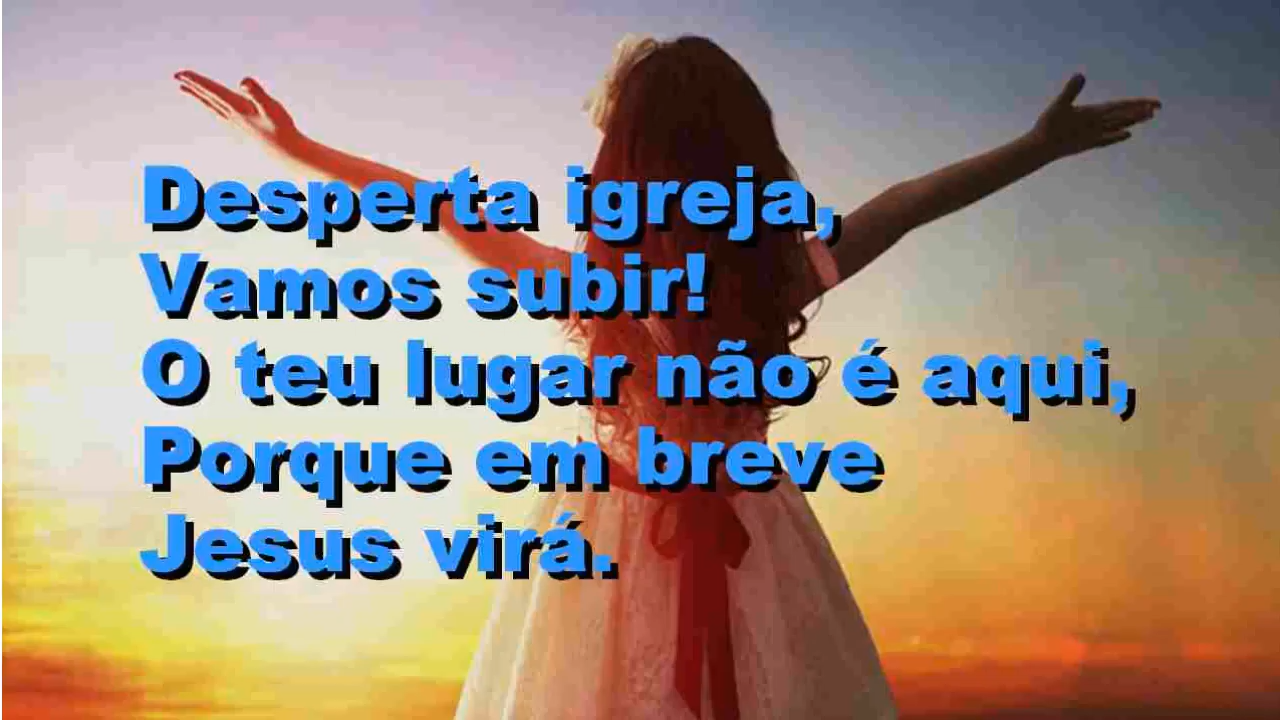 Desperta igreja,
Vamos subir!
O teu lugar não é aqui,
Porque em breve
Jesus virá.